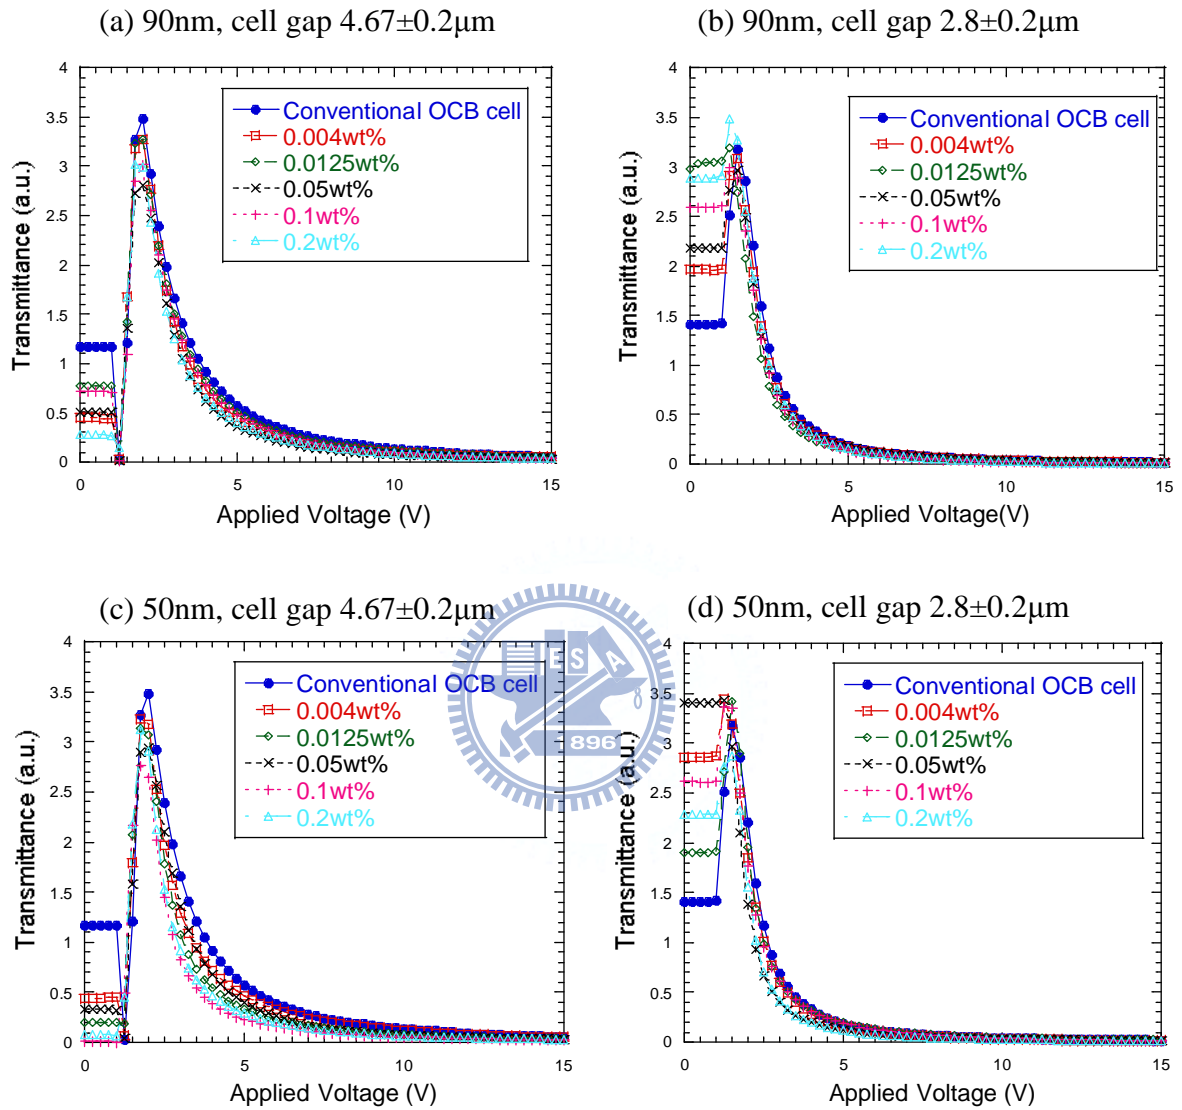 (a) 90nm, cell gap 4.67±0.2μm
(b) 90nm, cell gap 2.8±0.2μm
4
3.5
3
2.5
2
1.5
1
0.5
0
Transmittance (a.u.)
Conventional OCB cell
0.004wt%
0.0125wt%
0.05wt%
0.1wt%
0.2wt%
0 5 10 15
Applied Voltage (V)
4
3.5
3
2.5
2
1.5
1
0.5
0
Transmittance (a.u.)
Conventional OCB cell
0.004wt%
0.0125wt%
0.05wt%
0.1wt%
0.2wt%
0 5 10 15
Applied Voltage(V)
(c) 50nm, cell gap 4.67±0.2μm
(d) 50nm, cell gap 2.8±0.2μm
4
3.5
3
2.5
2
1.5
1
0.5
0
Transmittance (a.u.)
Conventional OCB cell
0.004wt%
0.0125wt%
0.05wt%
0.1wt%
0.2wt%
0 5 10 15
Applied Voltage (V)
E S A
1896
4
3.5
3
2.5
2
1.5
1
0.5
0
Transmittance (a.u.)
Conventional OCB cell
0.004wt%
0.0125wt%
0.05wt%
0.1wt%
0.2wt%
0 5 10 15
Applied Voltage (V)